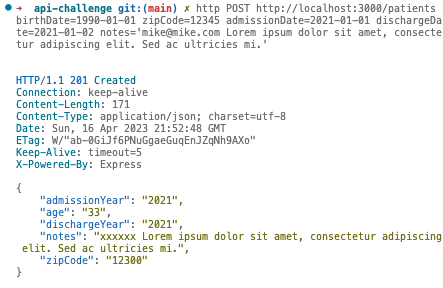 → api-challenge git:(main) ✗ http POST http://localhost:3000/patients
birthDate=1990-01-01 zipCode=12345 admissionDate=2021-01-01 dischargeDa
te=2021-01-02 notes='mike@mike.com Lorem ipsum dolor sit amet, consecte
tur adipiscing elit. Sed ac ultricies mi.'
HTTP/1.1 201 Created
Connection: keep-alive
Content-Length: 171
Content-Type: application/json; charset=utf-8
Date: Sun, 16 Apr 2023 21:52:48 GMT
ETag: W/"ab-0GiJf6PNuGgaeGuqEnJZqNh9AXo"
Keep-Alive: timeout=5
X-Powered-By: Express
{
"admissionYear": "2021",
"age": "33",
"dischargeYear": "2021",
"notes": "xxxxxx Lorem ipsum dolor sit amet, consectetur adipiscing
elit. Sed ac ultricies mi.",
"zipCode": "12300"
}